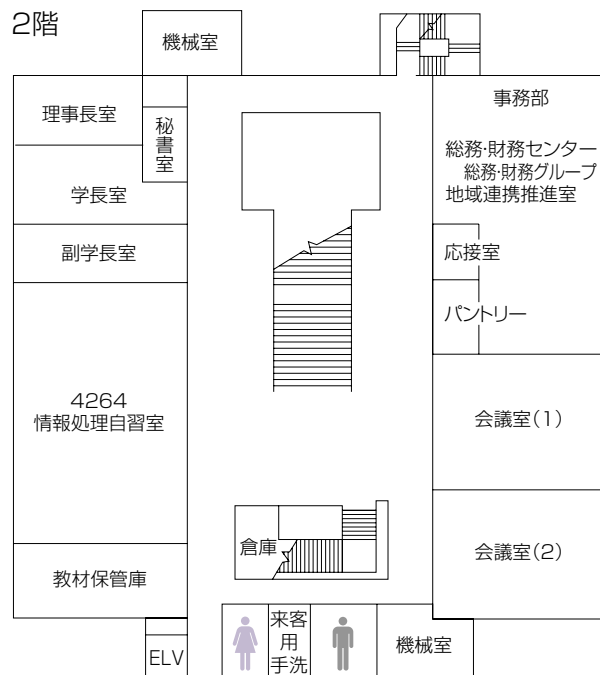 2階
機械室
理事長室
秘書室
学長室
副学長室
4264
情報処理自習室
教材保管庫
事務部
総務・財務センター
総務・財務グループ
地域連携推進室
応接室
パントリー
会議室(1)
会議室(2)
倉庫
ELV
来客
用
手洗
機械室